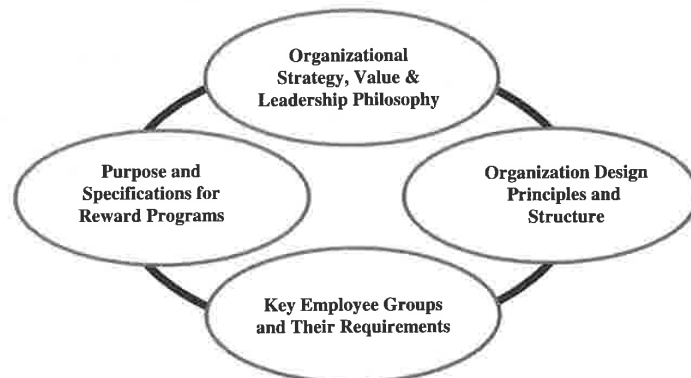 Organizational
Strategy, Value &
Leadership Philosophy
Purpose and
Specifications for
Reward Programs
Organization Design
Principles and
Structure
Key Employee Groups
and Their Requirements